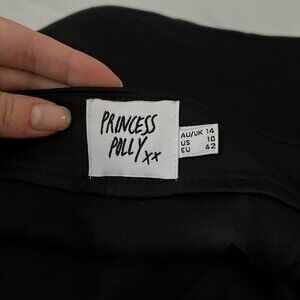 PRINCESS
POLLY xx
AU/UK 14
US 10
EU 42